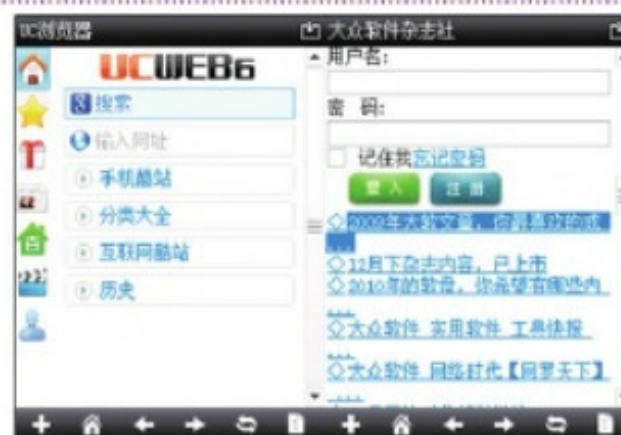 UC浏览器
UCWEB6
搜索
输入网址
手机酷站
分类大全
互联网酷站
历史
大众软件杂志社
用户名:
密 码:
记住我忘记密码
登入 注册
◇2009年大软文章，你最喜欢的或
...
◇12月下杂志内容，已上市
◇2010年的软母，你希望有哪些内
...
◇大众软件 实用软件 工具快报
...
◇大众软件 网络时代【网罗天下】
...